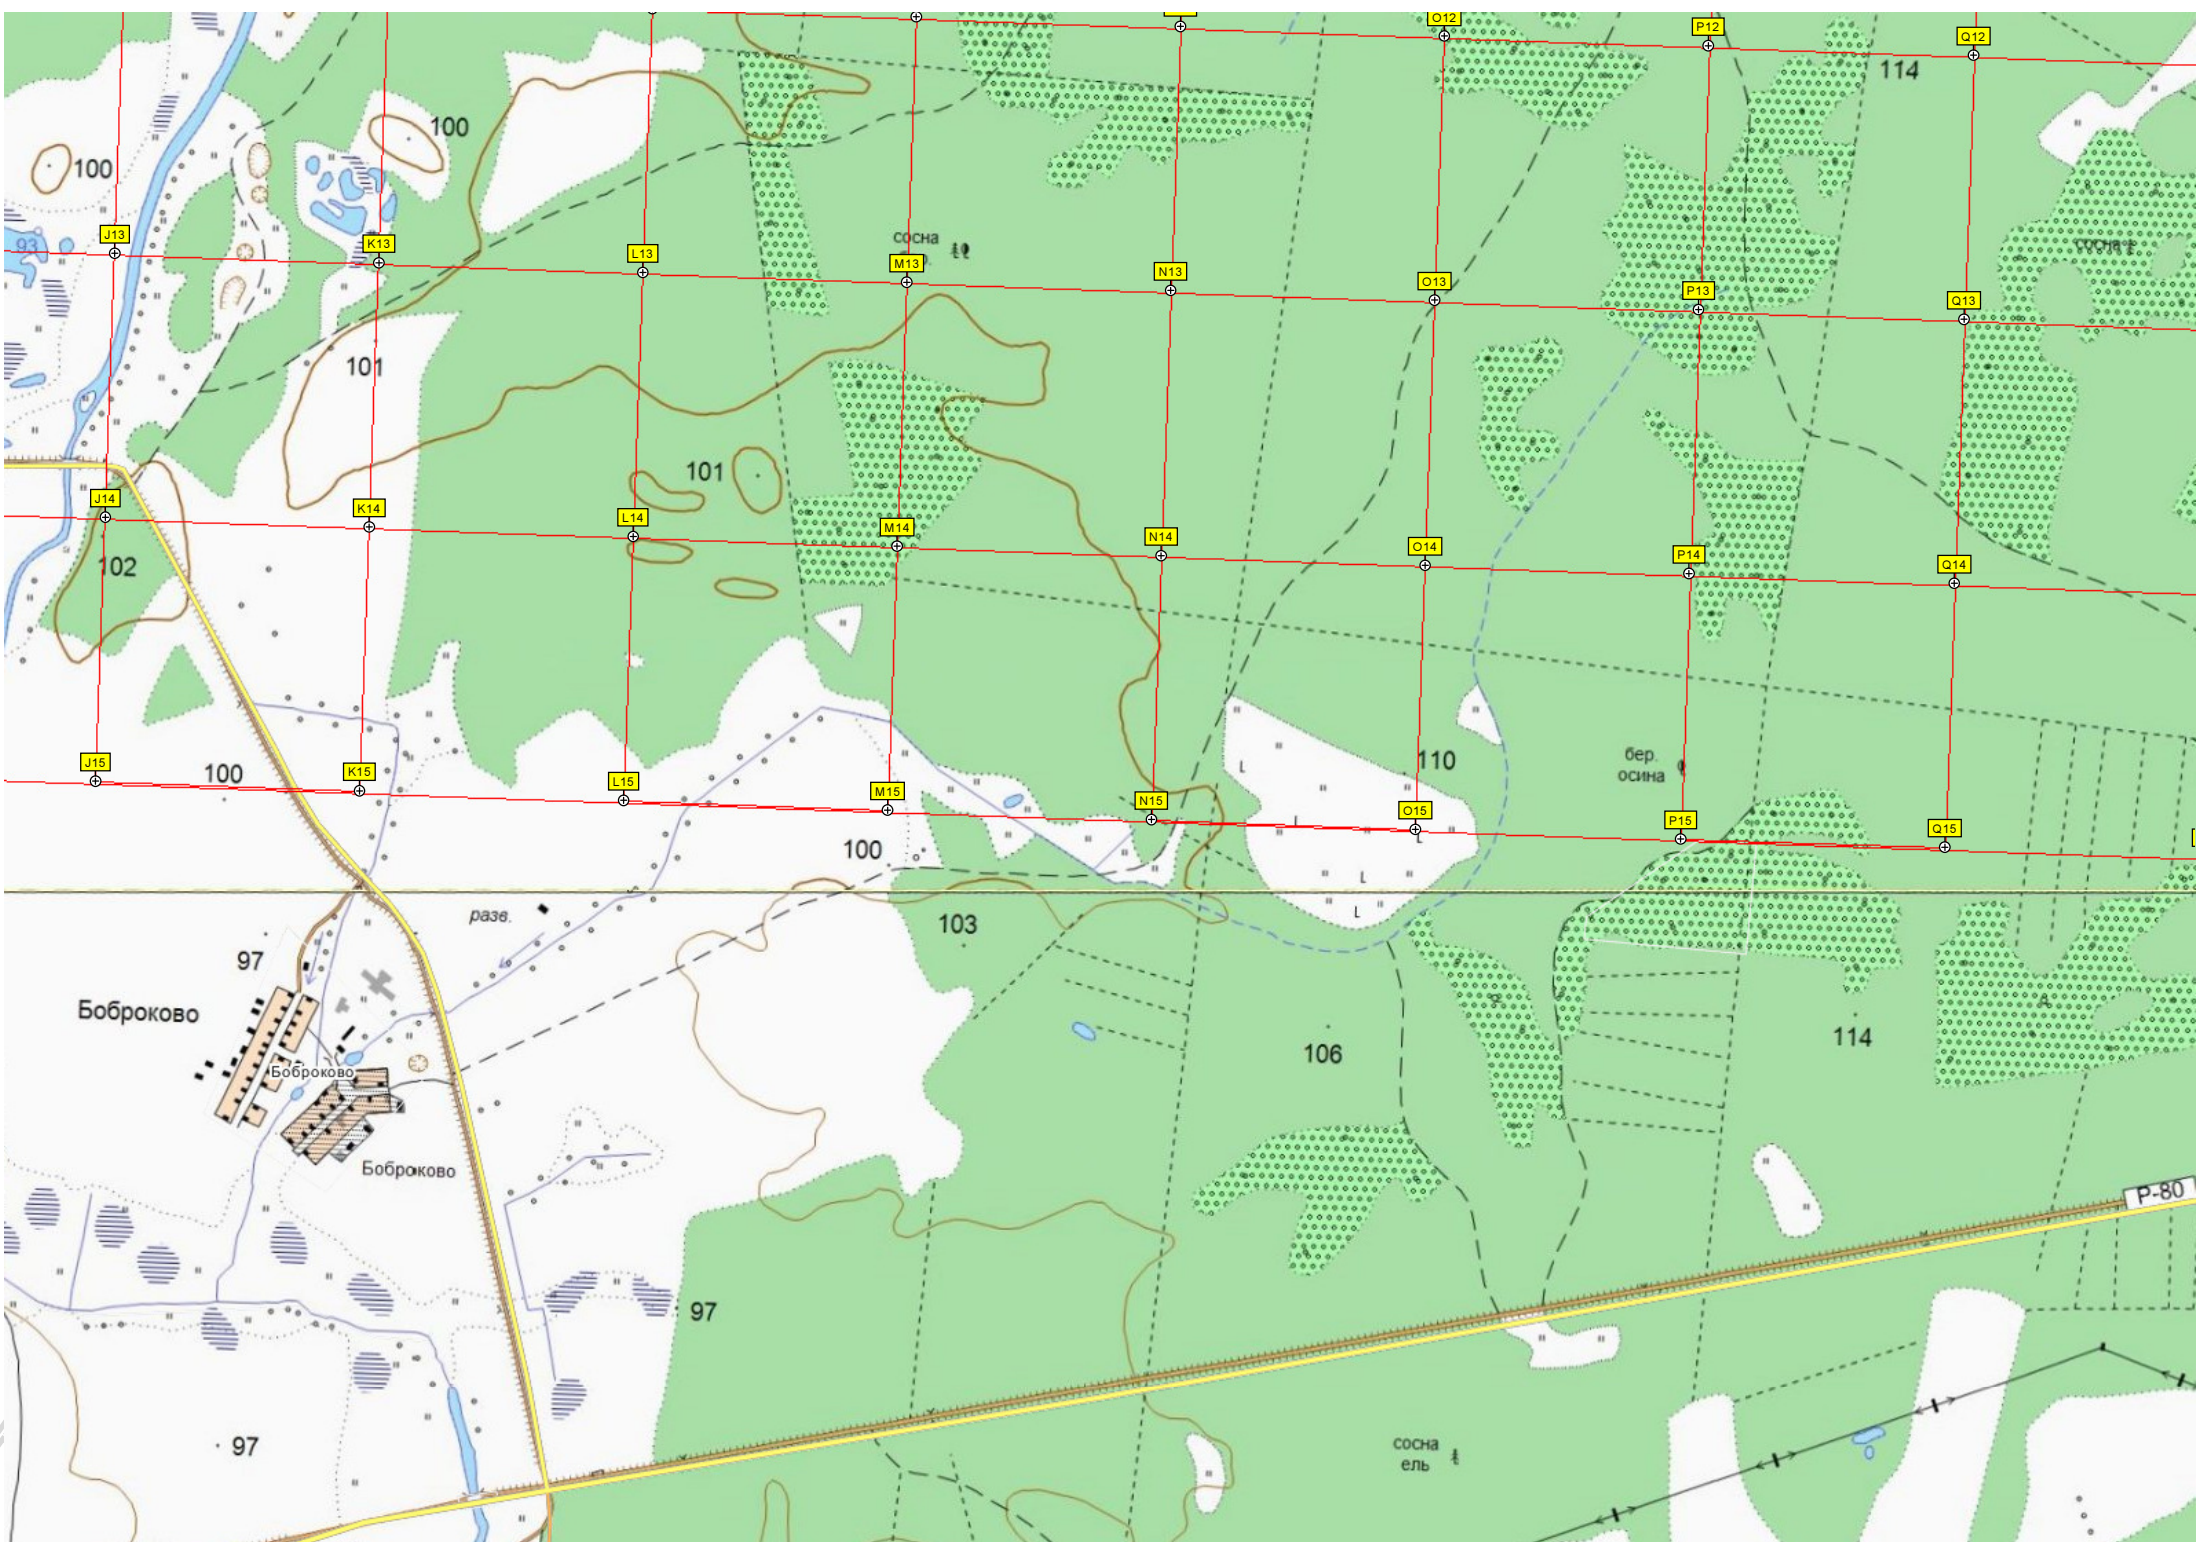 O12
P12
Q12
114
100
100
J13
93
K13
L13
сосна
M13
N13
O13
P13
Q13
сосна
101
101
J14
K14
L14
M14
N14
O14
P14
Q14
102
J15
100
K15
L15
M15
N15
110
O15
бер.
осина
P15
Q15
100
разв.
103
97
Боброково
106
114
Боброково
Боброково
P-80
97
97
сосна
ель